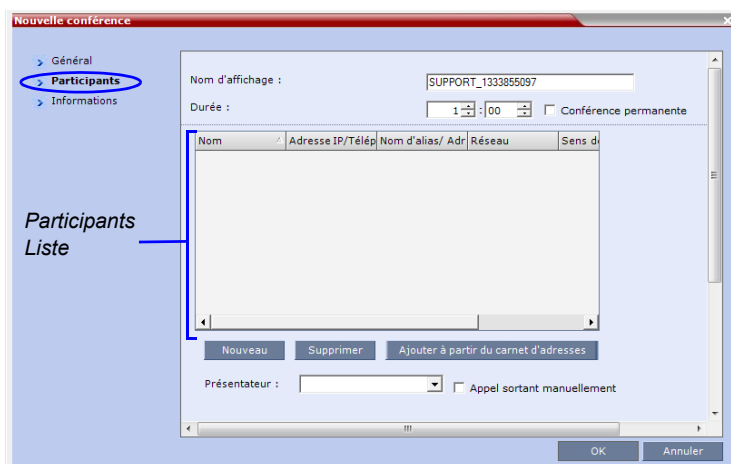 Nouvelle conférence
Général
Participants
Informations
Nom d'affichage :
SUPPORT_1333855097
Durée :
1 : 00
Conférence permanente
Nom
Adresse IP/Télép
Nom d'alias/ Adr
Réseau
Sens de
Participants
Liste
Nouveau
Supprimer
Ajouter à partir du carnet d'adresses
Présentateur :
Appel sortant manuellement
OK
Annuler